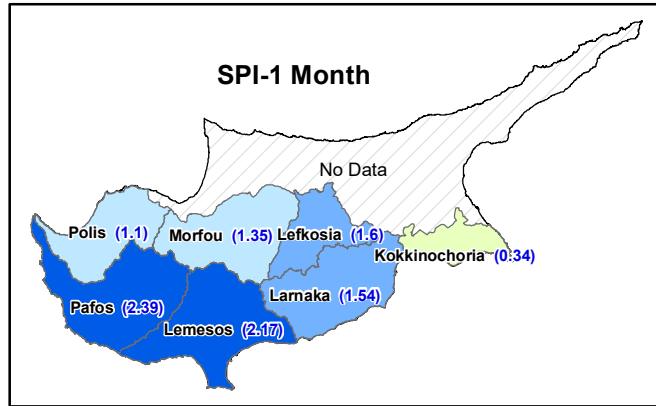 SPI-1 Month
No Data
Polis (1.1)
Morfou (1.35)
Lefkosia (1.6)
Kokkinochoria (0.34)
Pafos (2.39)
Larnaka (1.54)
Lemesos (2.17)